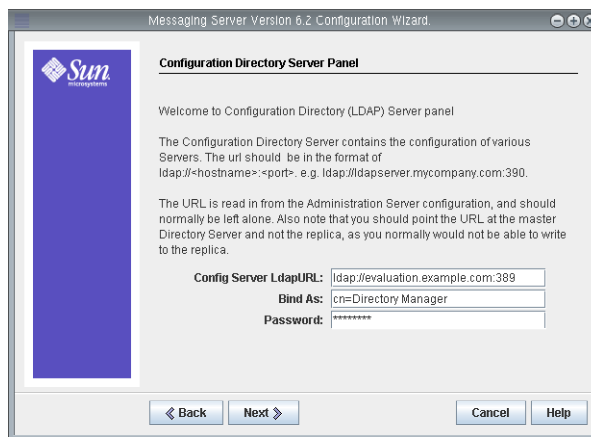 Messaging Server Version 6.2 Configuration Wizard.
Sun
microsystems
Configuration Directory Server Panel
Welcome to Configuration Directory (LDAP) Server panel
The Configuration Directory Server contains the configuration of various
Servers. The url should be in the format of
ldap://<hostname>:<port>. e.g. ldap://ldapserver.mycompany.com:390.
The URL is read in from the Administration Server configuration, and should
normally be left alone. Also note that you should point the URL at the master
Directory Server and not the replica, as you normally would not be able to write
to the replica.
Config Server LdapURL: ldap://evaluation.example.com:389
Bind As: cn=Directory Manager
Password: ********
Back Next Cancel Help